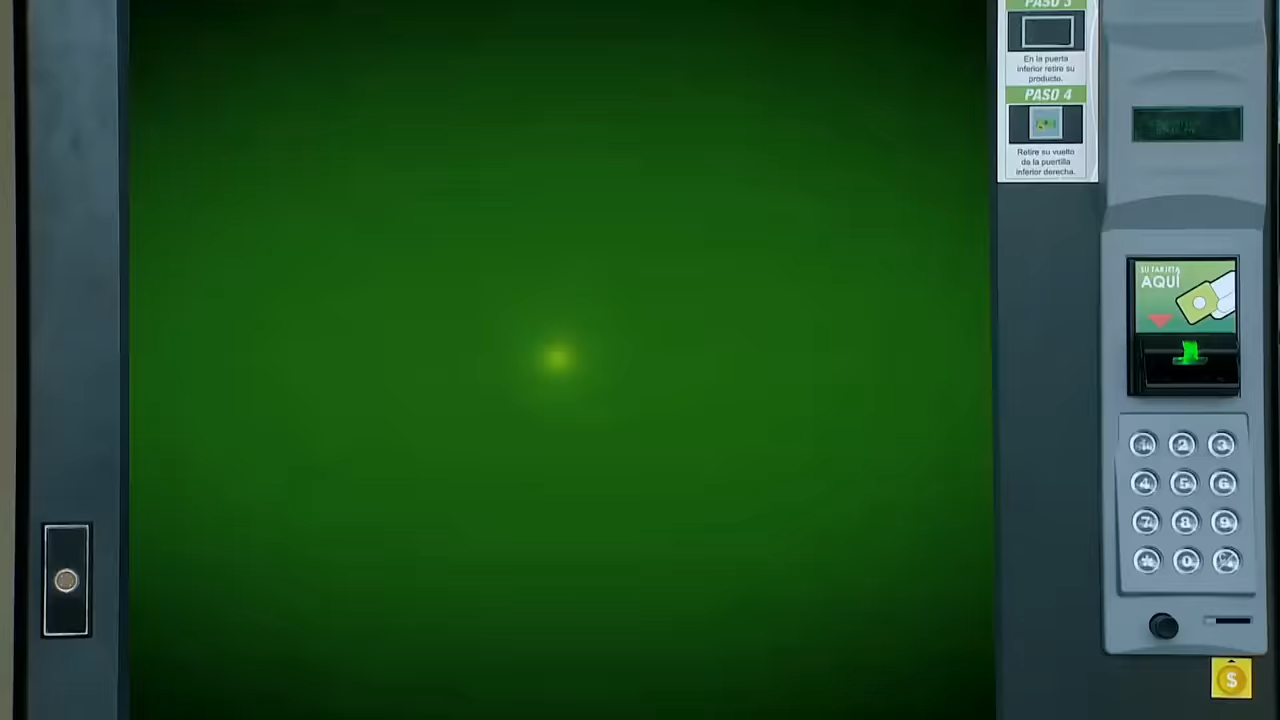 PASO 3
En la puerta
inferior retire su
producto.
PASO 4
Retire su vuelto
de la puertilla
inferior derecha.
SU TARJETA
AQUÍ
1 2 3
4 5 6
7 8 9
* 0
$